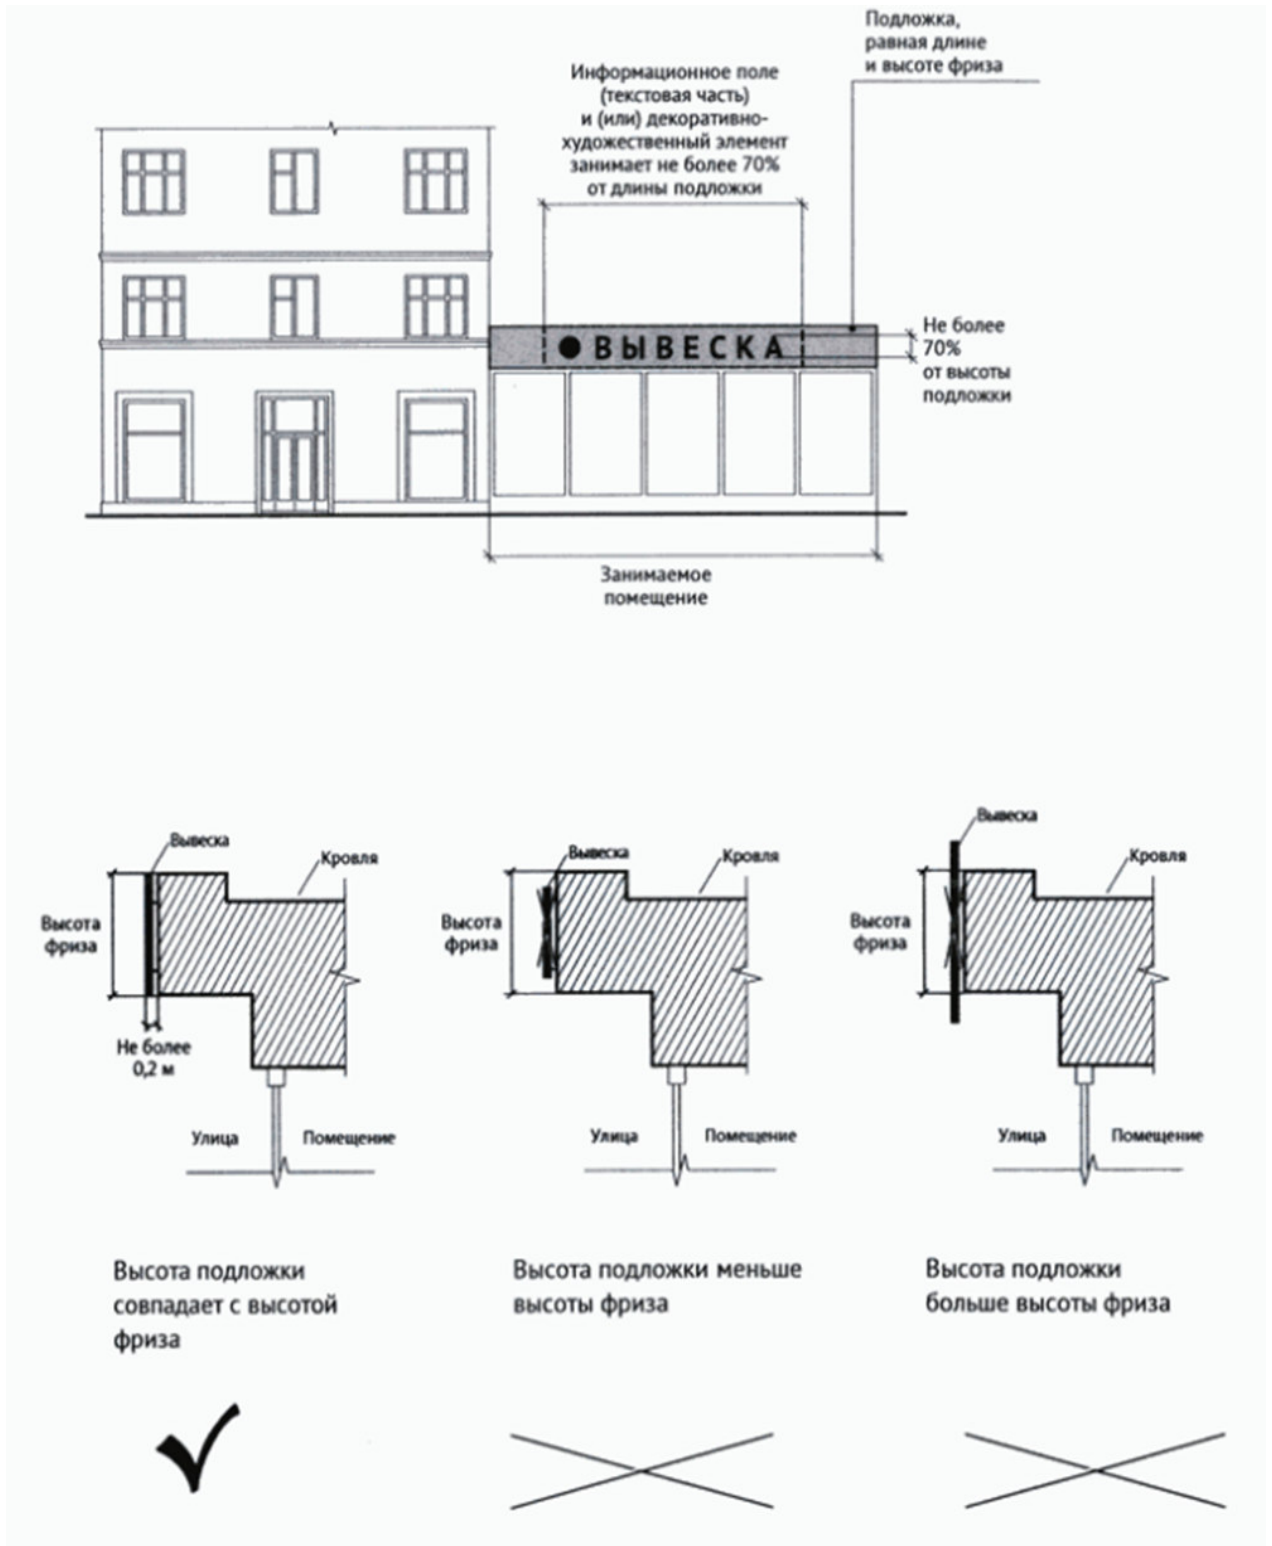 Подложка,
равная длине
и высоте фриза
Информационное поле
(текстовая часть)
и (или) декоративно-
художественный элемент
занимает не более 70%
от длины подложки
ВЫВЕСКА
Не более
70%
от высоты
подложки
Занимаемое
помещение
Вывеска
Кровля
Высота
фриза
Не более
0,2 м
Улица
Помещение
Вывеска
Кровля
Высота
фриза
Улица
Помещение
Вывеска
Кровля
Высота
фриза
Улица
Помещение
Высота подложки
совпадает с высотой
фриза
Высота подложки меньше
высоты фриза
Высота подложки
больше высоты фриза